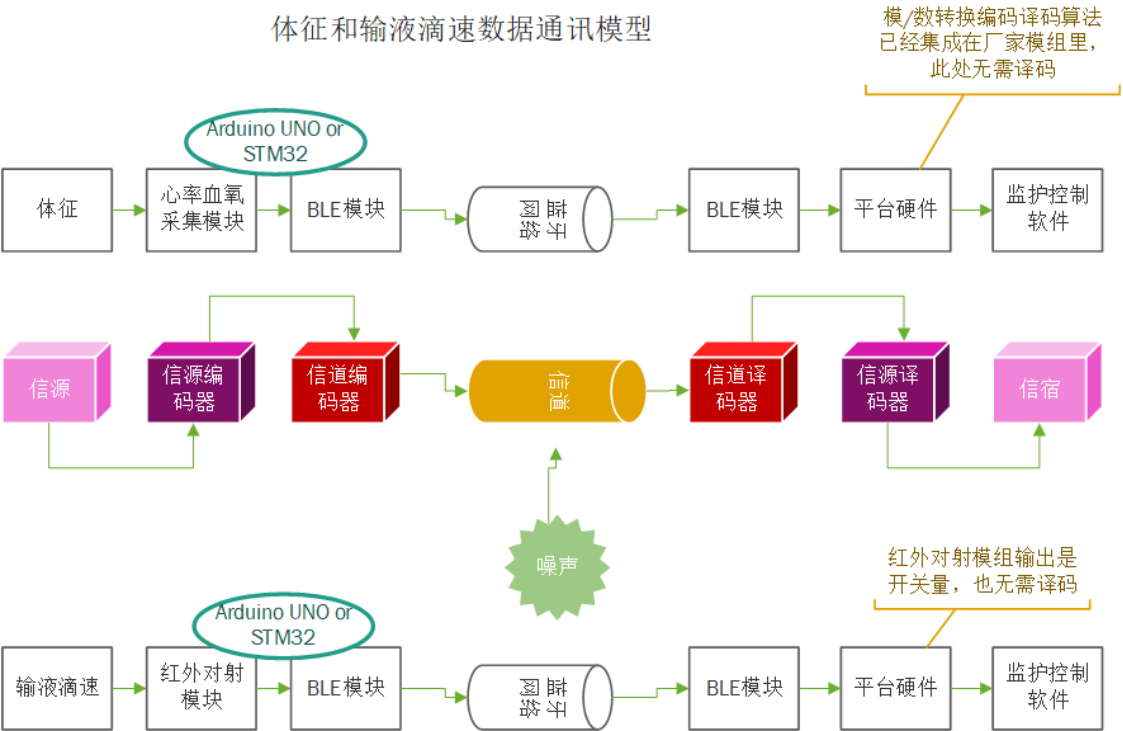 体征和输液滴速数据通讯模型
模/数转换编码译码算法
已经集成在厂家模组里，
此处无需译码
Arduino UNO or
STM32
体征
心率血氧
采集模块
BLE模块
蓝牙
网络
BLE模块
平台硬件
监护控制
软件
信源
信源编
码器
信道编
码器
信道
信道译
码器
信源译
码器
信宿
噪声
红外对射模组输出是
开关量，也无需译码
Arduino UNO or
STM32
输液滴速
红外对射
模块
BLE模块
蓝牙
网络
BLE模块
平台硬件
监护控制
软件